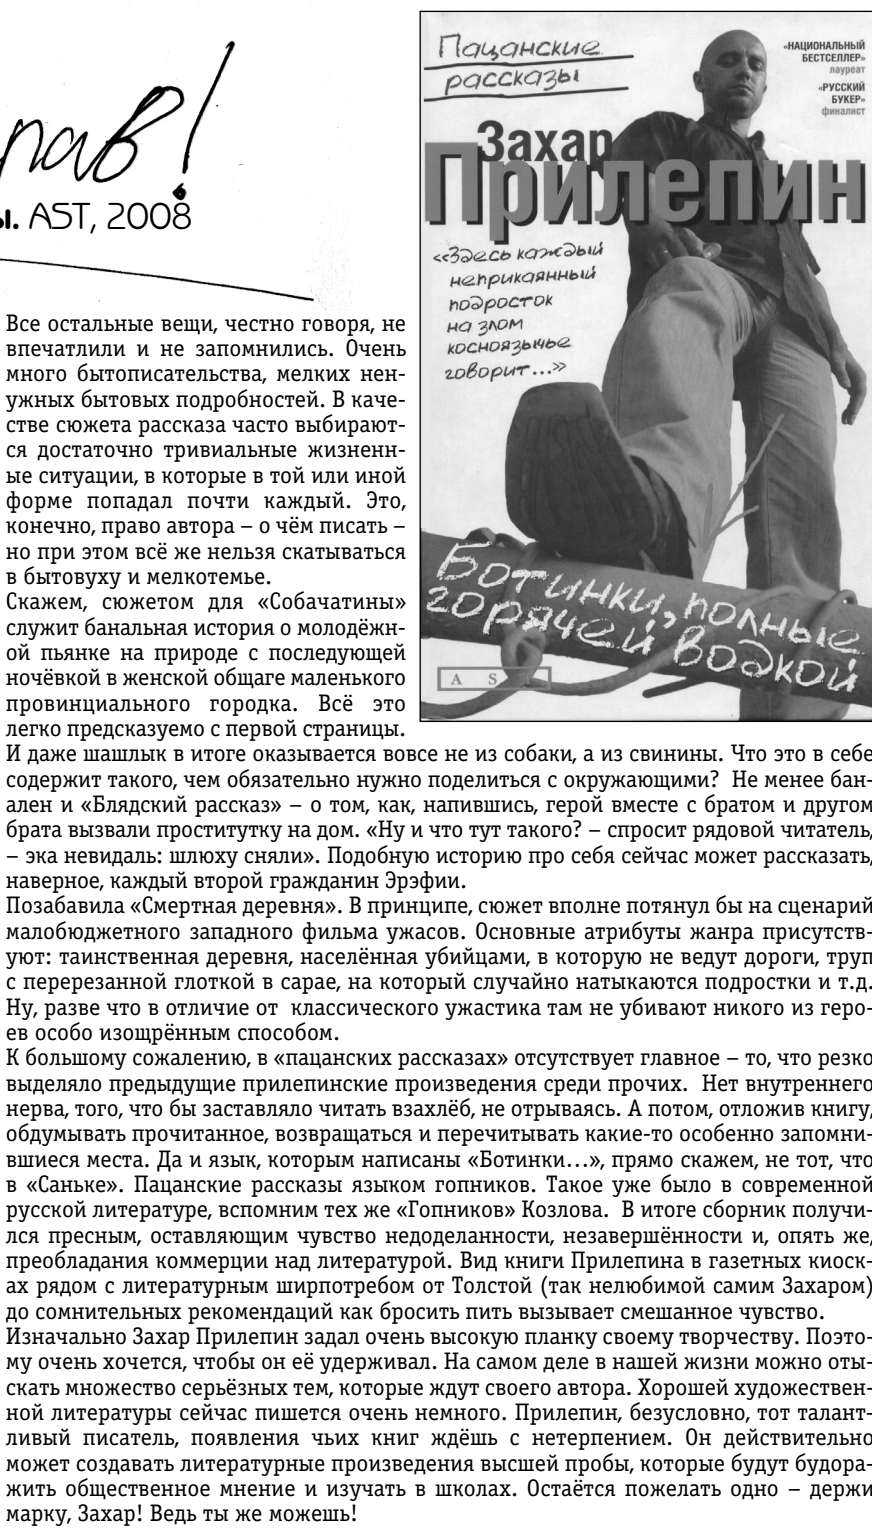 рав!
ы. AST, 2008
Пацанские
рассказы
«НАЦИОНАЛЬНЫЙ
БЕСТСЕЛЛЕР»
лауреат
«РУССКИЙ
БУКЕР»
финалист
Захар
Прилепин
«Здесь каждый
неприкаянный
подросток
на злом
косноязычье
говорит...»
Ботинки, полные
горячей водкой
A S
Все остальные вещи, честно говоря, не
впечатлили и не запомнились. Очень
много бытописательства, мелких нен-
ужных бытовых подробностей. В каче-
стве сюжета рассказа часто выбирают-
ся достаточно тривиальные жизненн-
ые ситуации, в которые в той или иной
форме попадал почти каждый. Это,
конечно, право автора – о чём писать –
но при этом всё же нельзя скатываться
в бытовуху и мелкотемье.
Скажем, сюжетом для «Собачатины»
служит банальная история о молодёжн-
ой пьянке на природе с последующей
ночёвкой в женской общаге маленького
провинциального городка. Всё это
легко предсказуемо с первой страницы.
И даже шашлык в итоге оказывается вовсе не из собаки, а из свинины. Что это в себе
содержит такого, чем обязательно нужно поделиться с окружающими? Не менее бан-
ален и «Блядский рассказ» – о том, как, напившись, герой вместе с братом и другом
брата вызвали проститутку на дом. «Ну и что тут такого? – спросит рядовой читатель,
– эка невидаль: шлюху сняли». Подобную историю про себя сейчас может рассказать,
наверное, каждый второй гражданин Эрэфии.
Позабавила «Смертная деревня». В принципе, сюжет вполне потянул бы на сценарий
малобюджетного западного фильма ужасов. Основные атрибуты жанра присутств-
уют: таинственная деревня, населённая убийцами, в которую не ведут дороги, труп
с перерезанной глоткой в сарае, на который случайно натыкаются подростки и т.д.
Ну, разве что в отличие от классического ужастика там не убивают никого из геро-
ев особо изощрённым способом.
К большому сожалению, в «пацанских рассказах» отсутствует главное – то, что резко
выделяло предыдущие прилепинские произведения среди прочих. Нет внутреннего
нерва, того, что бы заставляло читать взахлёб, не отрываясь. А потом, отложив книгу,
обдумывать прочитанное, возвращаться и перечитывать какие-то особенно запомни-
вшиеся места. Да и язык, которым написаны «Ботинки...», прямо скажем, не тот, что
в «Саньке». Пацанские рассказы языком гопников. Такое уже было в современной
русской литературе, вспомним тех же «Гопников» Козлова. В итоге сборник получи-
лся пресным, оставляющим чувство недоделанности, незавершённости и, опять же,
преобладания коммерции над литературой. Вид книги Прилепина в газетных киоск-
ах рядом с литературным ширпотребом от Толстой (так нелюбимой самим Захаром)
до сомнительных рекомендаций как бросить пить вызывает смешанное чувство.
Изначально Захар Прилепин задал очень высокую планку своему творчеству. Поэто-
му очень хочется, чтобы он её удерживал. На самом деле в нашей жизни можно оты-
скать множество серьёзных тем, которые ждут своего автора. Хорошей художествен-
ной литературы сейчас пишется очень немного. Прилепин, безусловно, тот талант-
ливый писатель, появления чьих книг ждёшь с нетерпением. Он действительно
может создавать литературные произведения высшей пробы, которые будут будора-
жить общественное мнение и изучать в школах. Остаётся пожелать одно – держи
марку, Захар! Ведь ты же можешь!